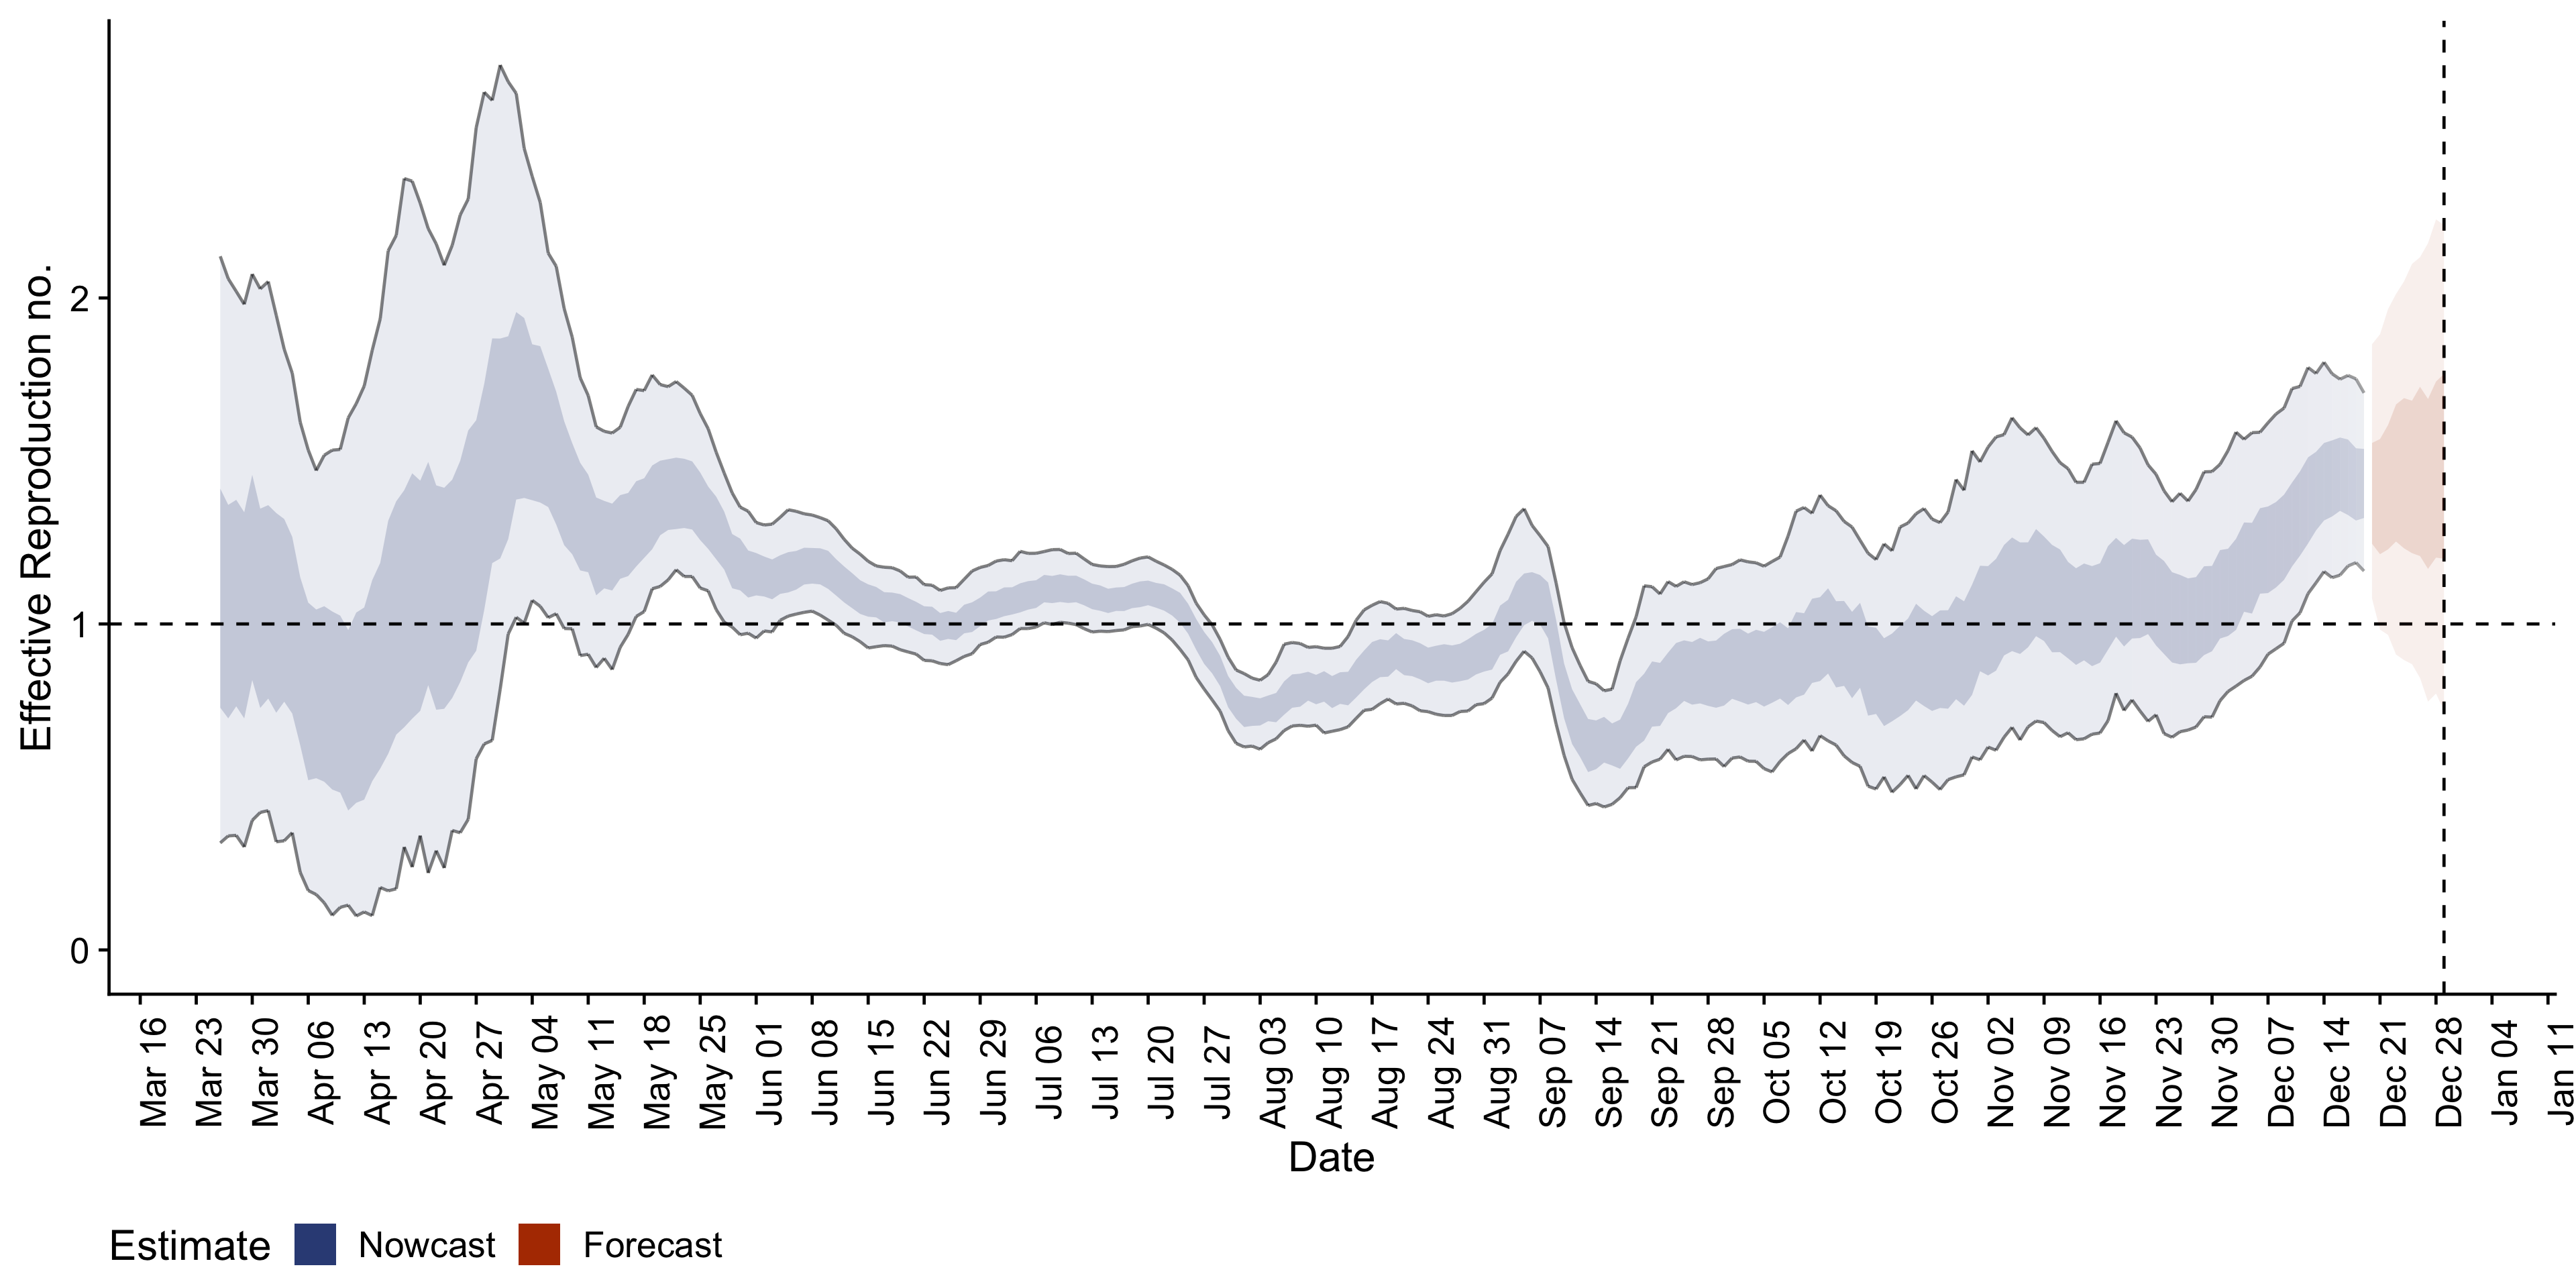 Effective Reproduction no.
2
1
0
Mar 16
Mar 23
Mar 30
Apr 06
Apr 13
Apr 20
Apr 27
May 04
May 11
May 18
May 25
Jun 01
Jun 08
Jun 15
Jun 22
Jun 29
Jul 06
Jul 13
Jul 20
Jul 27
Aug 03
Aug 10
Aug 17
Aug 24
Aug 31
Sep 07
Sep 14
Sep 21
Sep 28
Oct 05
Oct 12
Oct 19
Oct 26
Nov 02
Nov 09
Nov 16
Nov 23
Nov 30
Dec 07
Dec 14
Dec 21
Dec 28
Jan 04
Jan 11
Date
Estimate Nowcast Forecast